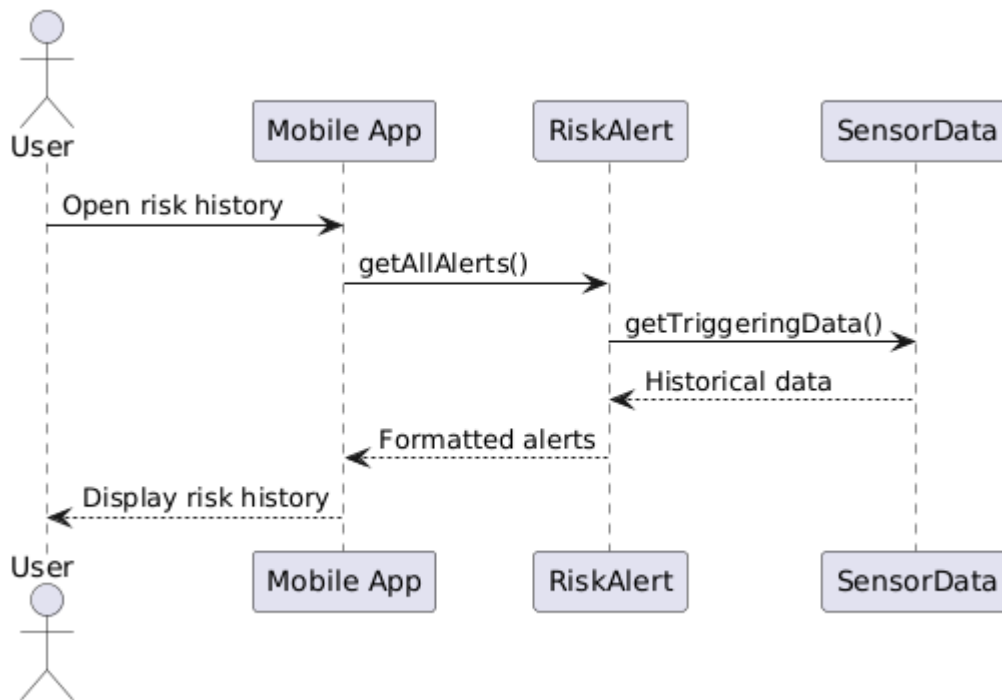 User
Mobile App
RiskAlert
SensorData
Open risk history
getAllAlerts()
getTriggeringData()
Historical data
Formatted alerts
Display risk history
User
Mobile App
RiskAlert
SensorData